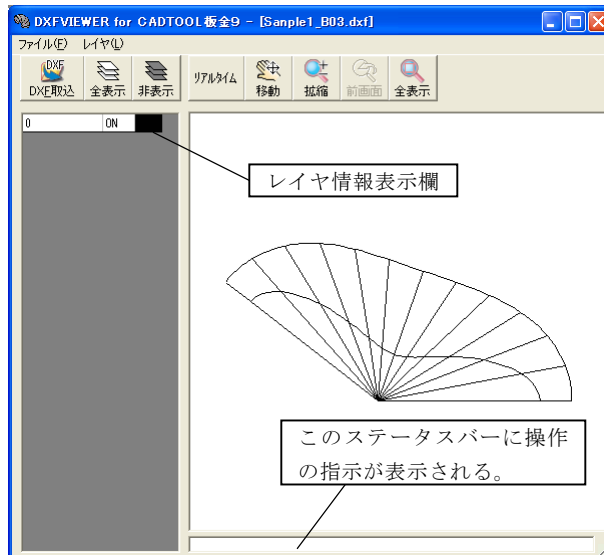 DXFVIEWER for CADTOOL板金9 - [Sanple1_B03.dxf]
ファイル(F) レイヤ(L)
DXF
DXF取込 全表示 非表示 リアルタイム 移動 拡縮 前画面 全表示
0 ON
レイヤ情報表示欄
このステータスバーに操作
の指示が表示される。